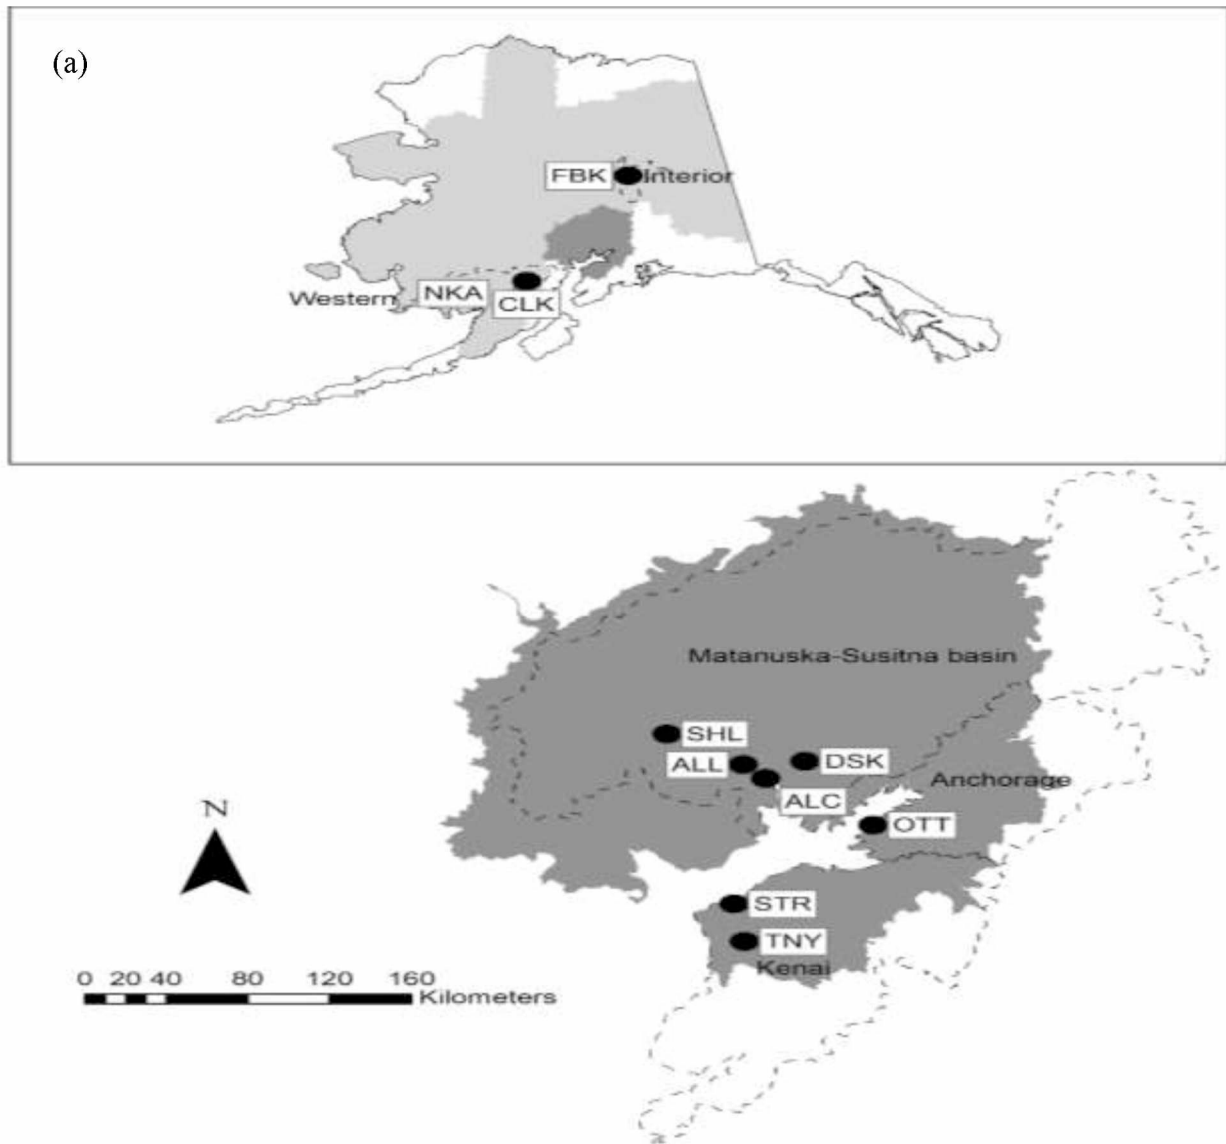 (a)
FBK Interior
Western NKA
CLK
Matanuska-Susitna basin
SHL
ALL DSK
Anchorage
ALC
OTT
N
STR
TNY
Kenai
0 20 40 80 120 160
Kilometers